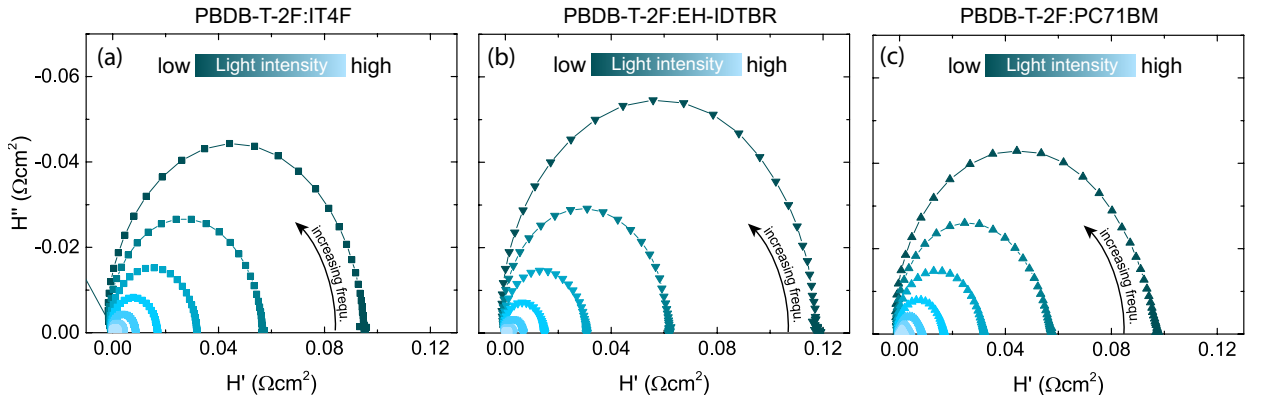 PBDB-T-2F:IT4F
PBDB-T-2F:EH-IDTBR
PBDB-T-2F:PC71BM
(a)
low Light intensity high
(b)
low Light intensity high
(c)
low Light intensity high
-0.06
-0.04
-0.02
0.00
H'' (Ωcm²)
increasing frequ.
increasing frequ.
increasing frequ.
0.00 0.04 0.08 0.12
0.00 0.04 0.08 0.12
0.00 0.04 0.08 0.12
H' (Ωcm²)
H' (Ωcm²)
H' (Ωcm²)